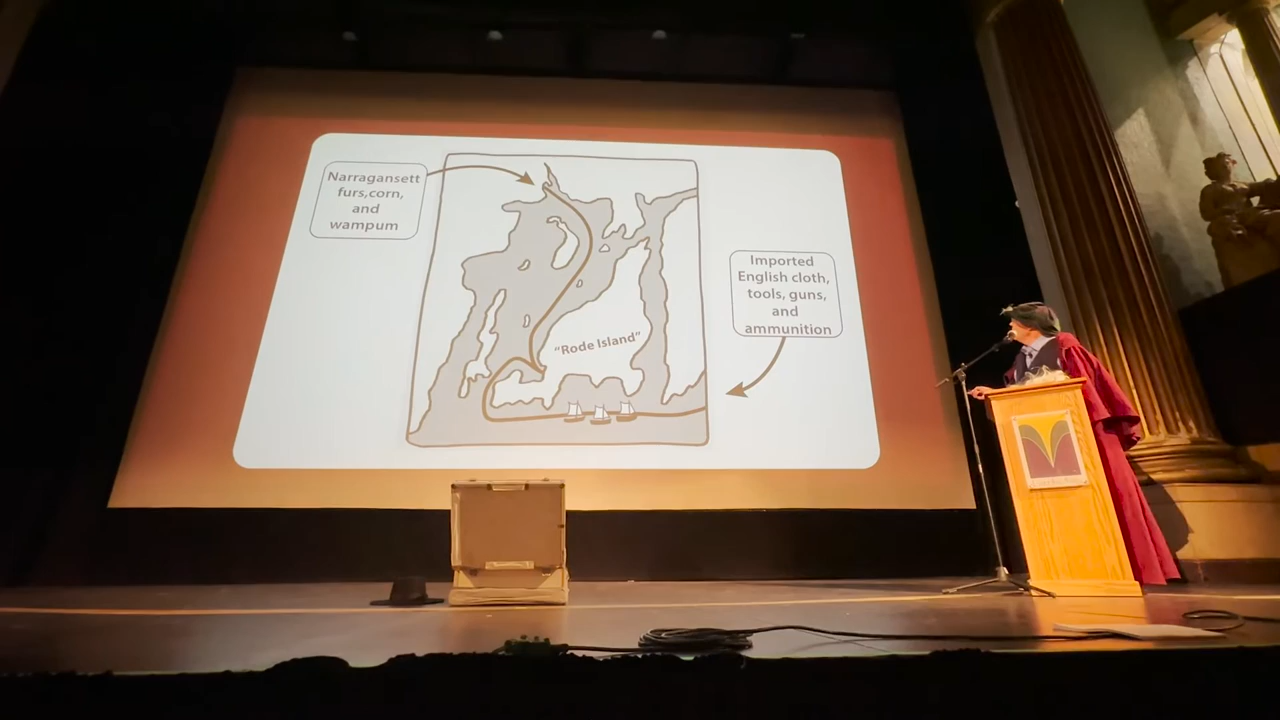 Narragansett
furs,corn,
and
wampum
Imported
English cloth,
tools, guns,
and
ammunition
"Rode Island"